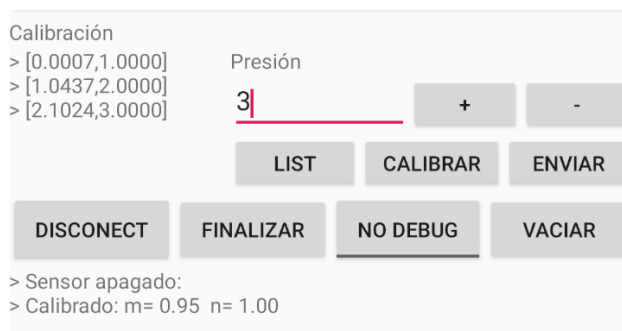 Calibración
> [0.0007,1.0000]
> [1.0437,2.0000]
> [2.1024,3.0000]
Presión
3
+
-
LIST
CALIBRAR
ENVIAR
DISCONECT
FINALIZAR
NO DEBUG
VACIAR
> Sensor apagado:
> Calibrado: m= 0.95 n= 1.00